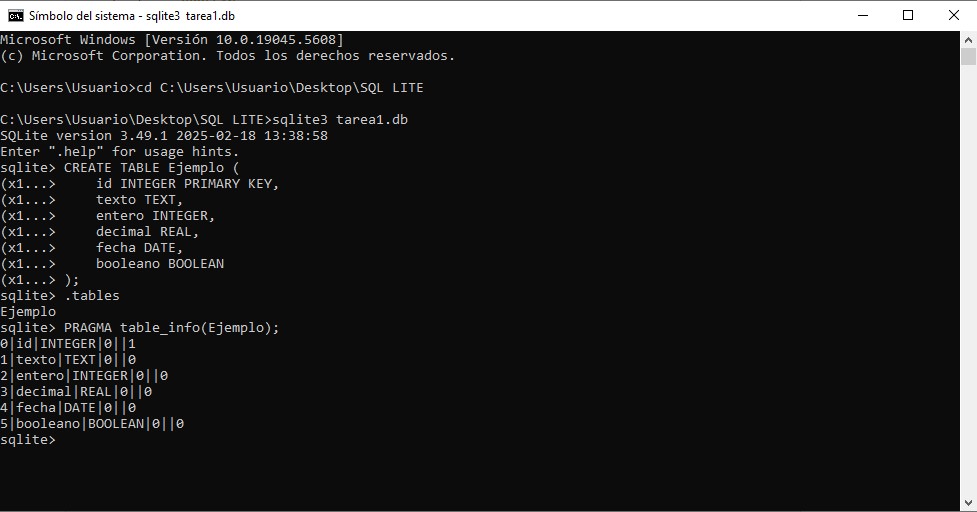 Símbolo del sistema - sqlite3 tarea1.db
Microsoft Windows [Versión 10.0.19045.5608]
(c) Microsoft Corporation. Todos los derechos reservados.
C:\Users\Usuario>cd C:\Users\Usuario\Desktop\SQL LITE
C:\Users\Usuario\Desktop\SQL LITE>sqlite3 tarea1.db
SQLite version 3.49.1 2025-02-18 13:38:58
Enter ".help" for usage hints.
sqlite> CREATE TABLE Ejemplo (
(x1...>     id INTEGER PRIMARY KEY,
(x1...>     texto TEXT,
(x1...>     entero INTEGER,
(x1...>     decimal REAL,
(x1...>     fecha DATE,
(x1...>     booleano BOOLEAN
(x1...> );
sqlite> .tables
Ejemplo
sqlite> PRAGMA table_info(Ejemplo);
0|id|INTEGER|0||1
1|texto|TEXT|0||0
2|entero|INTEGER|0||0
3|decimal|REAL|0||0
4|fecha|DATE|0||0
5|booleano|BOOLEAN|0||0
sqlite>